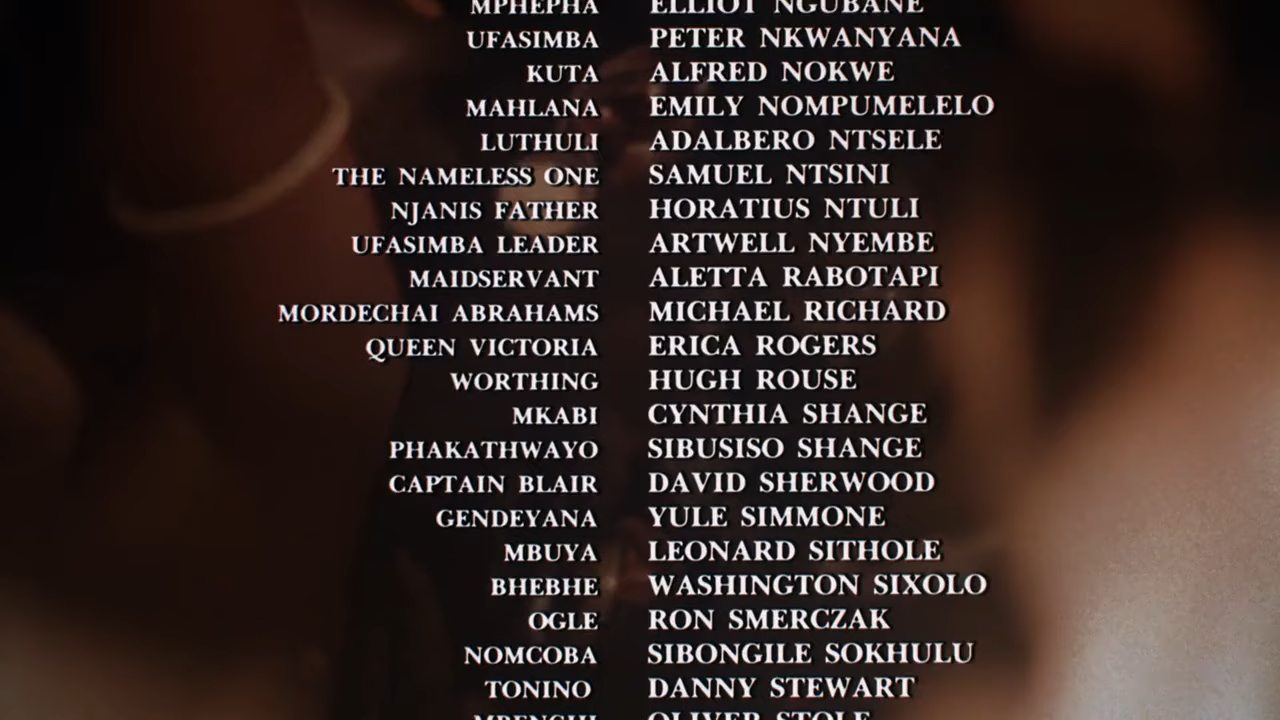 MPHEPHA ELLIOT NGUBANE
UFASIMBA PETER NKWANYANA
KUTA ALFRED NOKWE
MAHLANA EMILY NOMPUMELELO
LUTHULI ADALBERO NTSELE
THE NAMELESS ONE SAMUEL NTSINI
NJANIS FATHER HORATIUS NTULI
UFASIMBA LEADER ARTWELL NYEMBE
MAIDSERVANT ALETTA RABOTAPI
MORDECHAI ABRAHAMS MICHAEL RICHARD
QUEEN VICTORIA ERICA ROGERS
WORTHING HUGH ROUSE
MKABI CYNTHIA SHANGE
PHAKATHWAYO SIBUSISO SHANGE
CAPTAIN BLAIR DAVID SHERWOOD
GENDEYANA YULE SIMMONE
MBUYA LEONARD SITHOLE
BHEBHE WASHINGTON SIXOLO
OGLE RON SMERCZAK
NOMCOBA SIBONGILE SOKHULU
TONINO DANNY STEWART
OLIVER STOLE